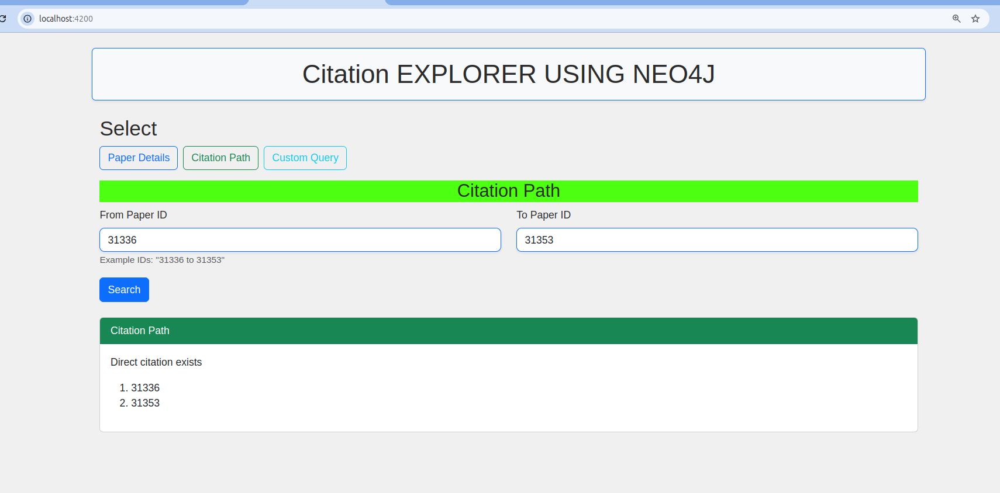 localhost:4200
Citation EXPLORER USING NEO4J
Select
Paper Details Citation Path Custom Query
Citation Path
From Paper ID To Paper ID
31336 31353
Example IDs: "31336 to 31353"
Search
Citation Path
Direct citation exists
1. 31336
2. 31353